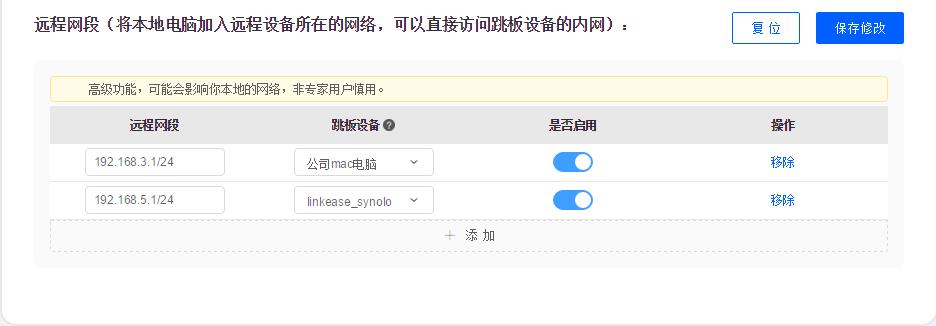 远程网段（将本地电脑加入远程设备所在的网络，可以直接访问跳板设备的内网）：
复 位
保存修改
高级功能，可能会影响你本地的网络，非专家用户慎用。
远程网段 跳板设备 ? 是否启用 操作
192.168.3.1/24 公司mac电脑 移除
192.168.5.1/24 linkease_synolo 移除
+ 添 加